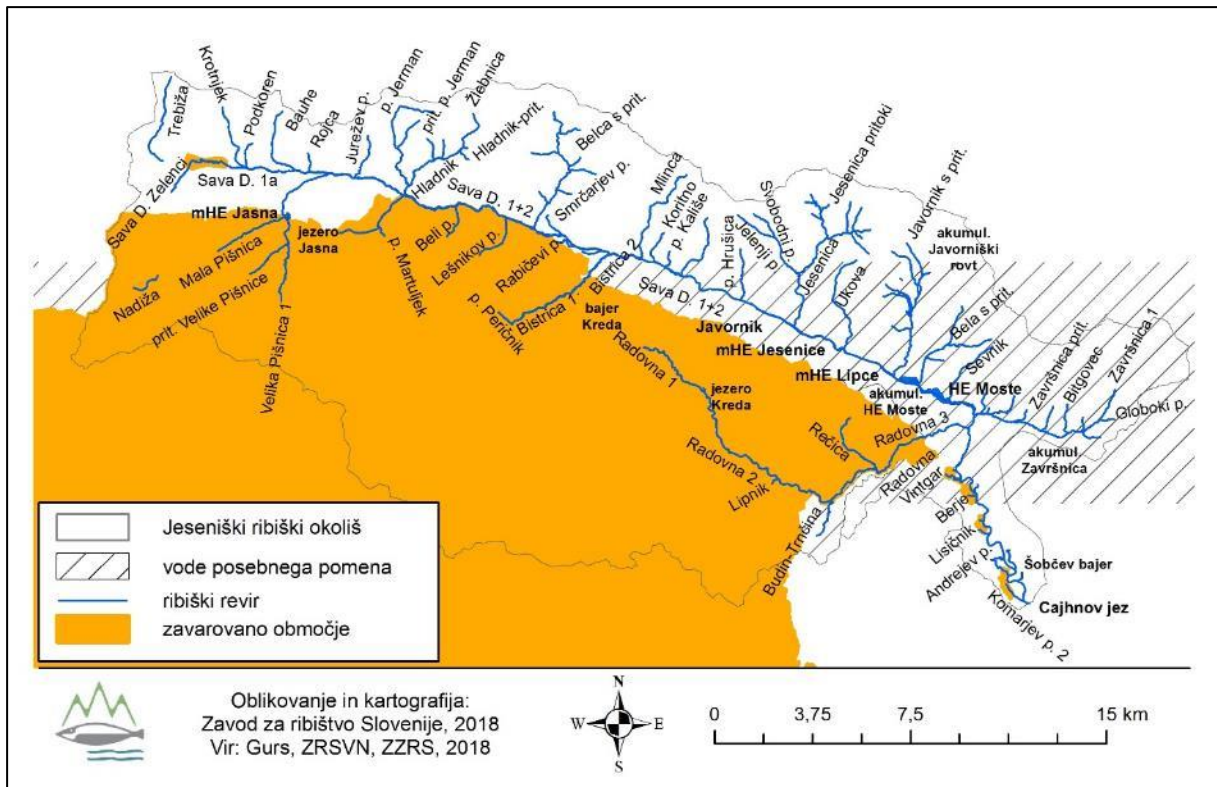 Trebiža
Krotnjek
Podkoren
Bauhe
Rojca
Jurežev p.
p. Jerman
prit. p. Jerman
Žlebnica
Hladnik
Hladnik-prit.
Belca s prit.
Smrčarjev p.
Mlinca
Koritno
p. Kališe
p. Hrušica
Jelenji p.
Svobodni p.
Jesenica
Jesenica pritoki
Ukova
Javornik s prit.
akumul.
Javorniški
rovt
Bela s prit.
Sevnik
Završnica prit.
Bitgovec
Završnica 1
Globoki p.
Sava D. Zelenci
Sava D. 1a
Sava D. 1+2
Sava D. 1+2
mHE Jasna
jezero
Jasna
Mala Pišnica
Nadiža
prit. Velike Pišnice
Velika Pišnica 1
p. Martuljek
Beli p.
Lešnikov p.
Rabičevi p.
p. Peričnik
Bistrica 1
Bistrica 2
bajer
Kreda
Javornik
mHE Jesenice
mHE Lipce
akumul.
HE Moste
HE Moste
akumul.
Završnica
Radovna 1
jezero
Kreda
Radovna 2
Lipnik
Rečica
Radovna 3
Radovna
Vintgar
Budin-Trnčina
Berje
Lisičnik
Andrejev p.
Šobčev bajer
Cajhnov jez
Komarjev p. 2
Jeseniški ribiški okoliš
vode posebnega pomena
ribiški revir
zavarovano območje
Oblikovanje in kartografija:
Zavod za ribištvo Slovenije, 2018
Vir: Gurs, ZRSVN, ZZRS, 2018
N
W E
S
0 3,75 7,5 15 km